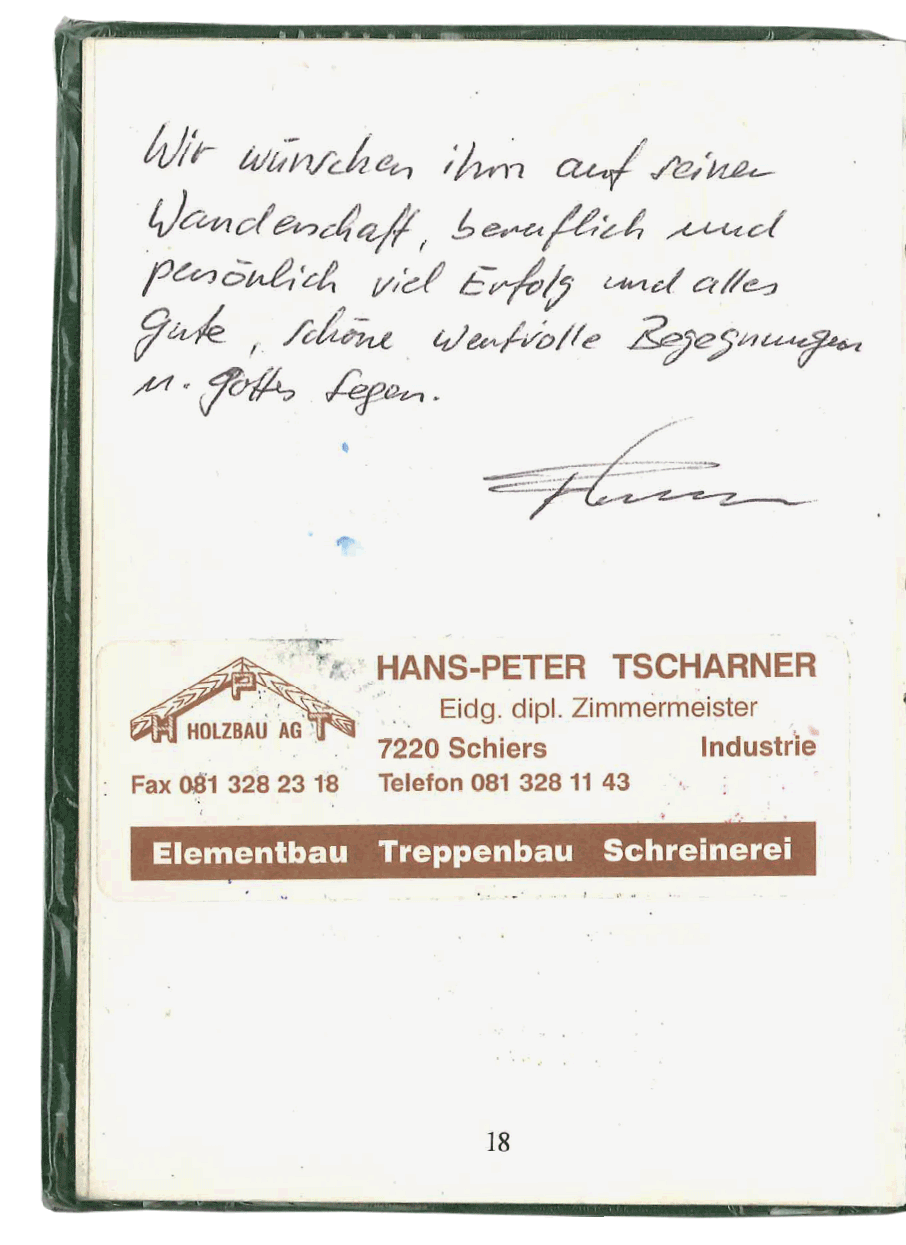 Wir wünschen ihm auf seiner
Wanderschaft, beruflich und
persönlich viel Erfolg und alles
Gute, schöne wertvolle Begegnungen
u. Gottes Segen.
HANS-PETER TSCHARNER
Eidg. dipl. Zimmermeister
H P T
HOLZBAU AG
7220 Schiers Industrie
Fax 081 328 23 18 Telefon 081 328 11 43
Elementbau Treppenbau Schreinerei
18